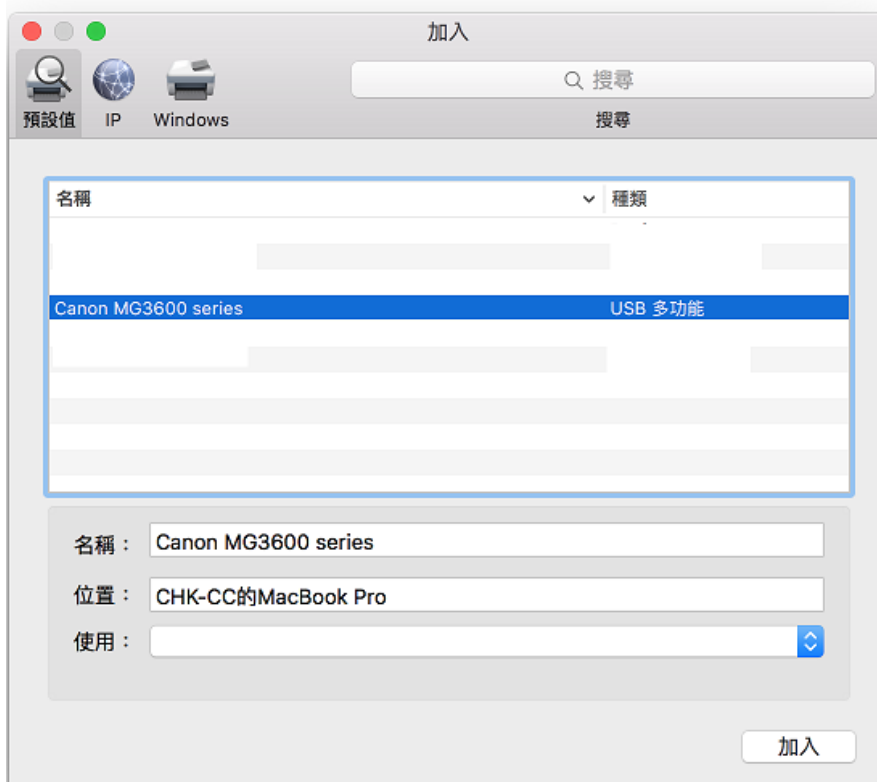 加入
搜尋
預設值 IP Windows 搜尋
名稱 種類
Canon MG3600 series USB 多功能
名稱： Canon MG3600 series
位置： CHK-CC的MacBook Pro
使用：
加入